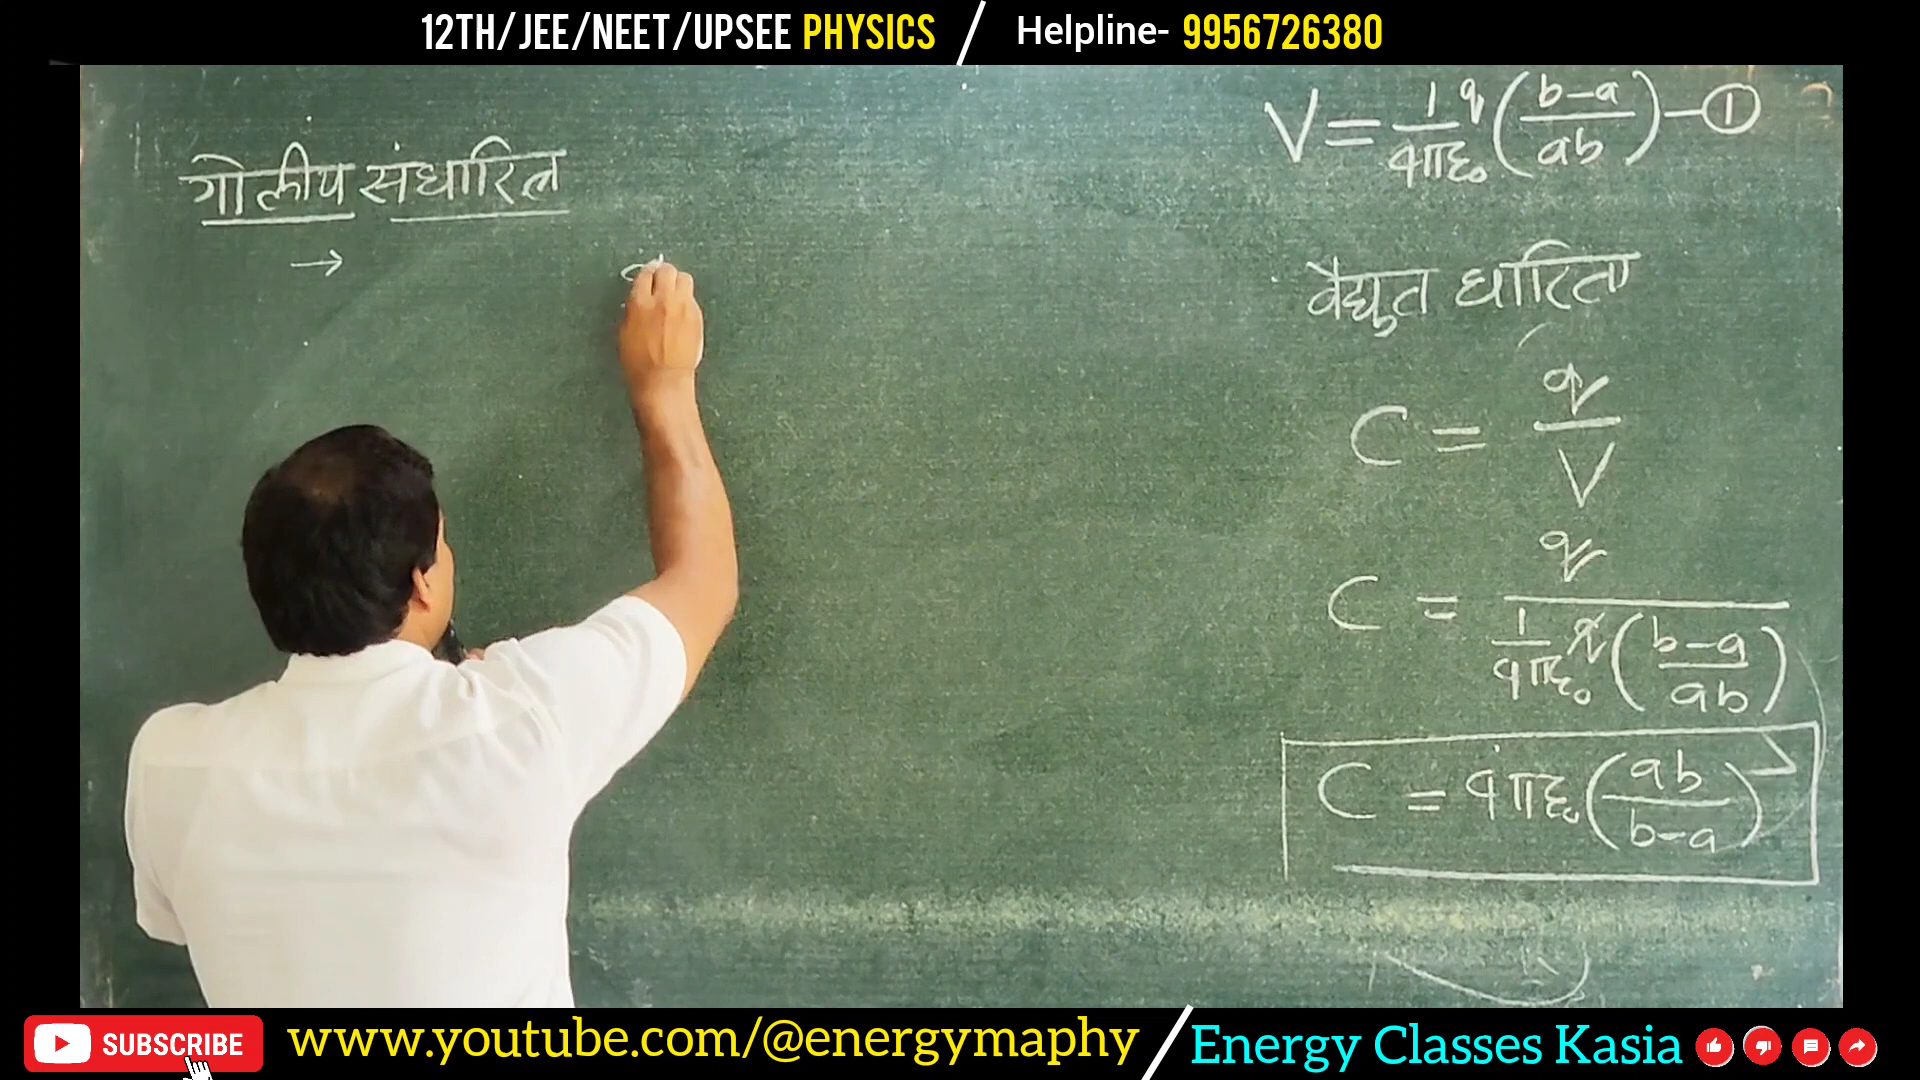 12TH/JEE/NEET/UPSEE PHYSICS / Helpline- 9956726380
गोलीय संधारित्र
→
V = 1/4πε₀ q (b-a/ab) - ①
वैद्युत धारिता
C = q/V
C = q / 1/4πε₀ q (b-a/ab)
C = 4πε₀ (ab/b-a)
SUBSCRIBE
www.youtube.com/@energymaphy / Energy Classes Kasia